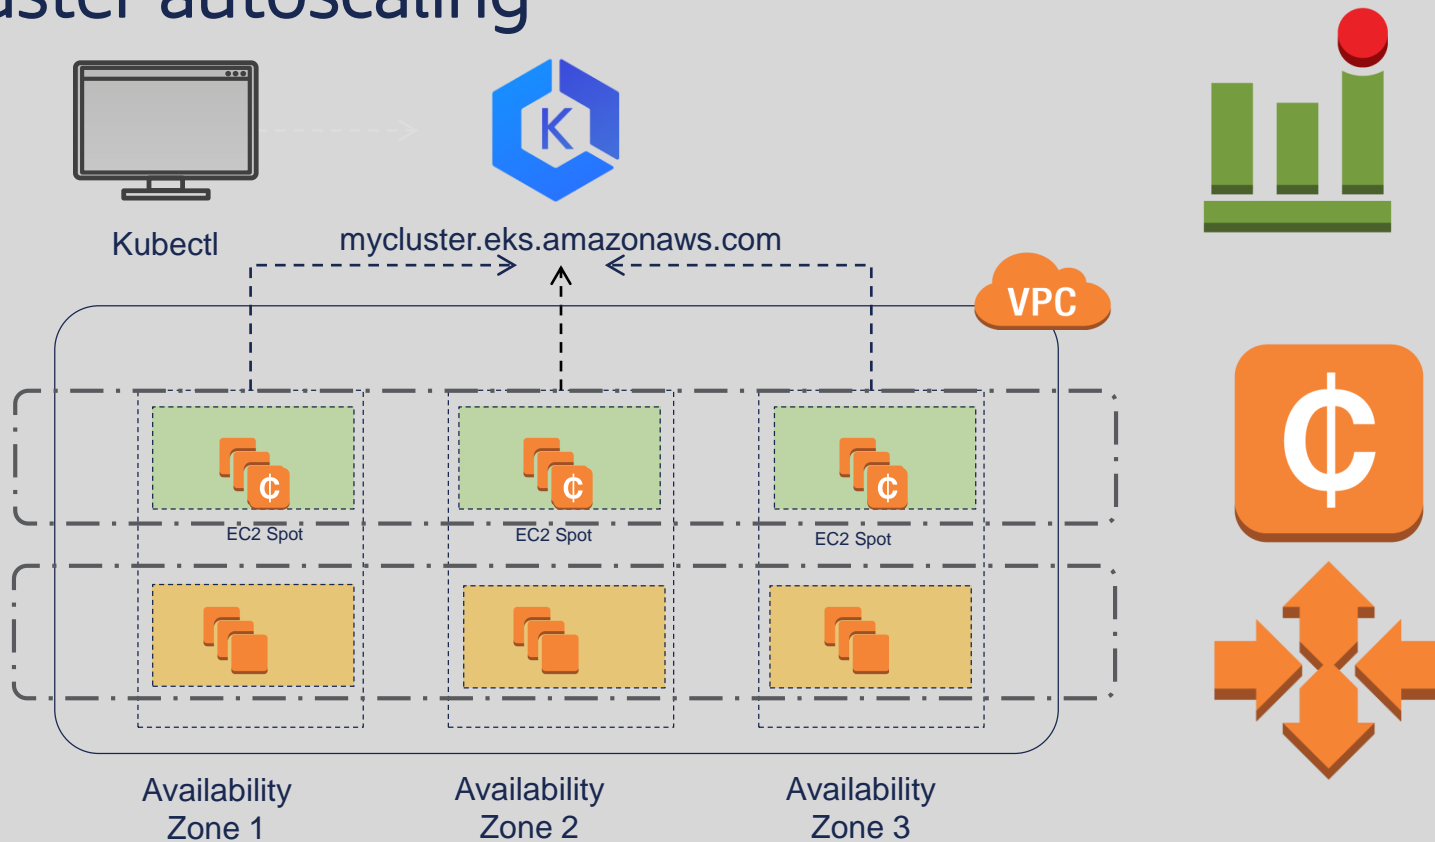 autoscaling
K
Kubectl
mycluster.eks.amazonaws.com
VPC
¢
¢ ¢ ¢
EC2 Spot EC2 Spot EC2 Spot
Availability
Zone 1
Availability
Zone 2
Availability
Zone 3